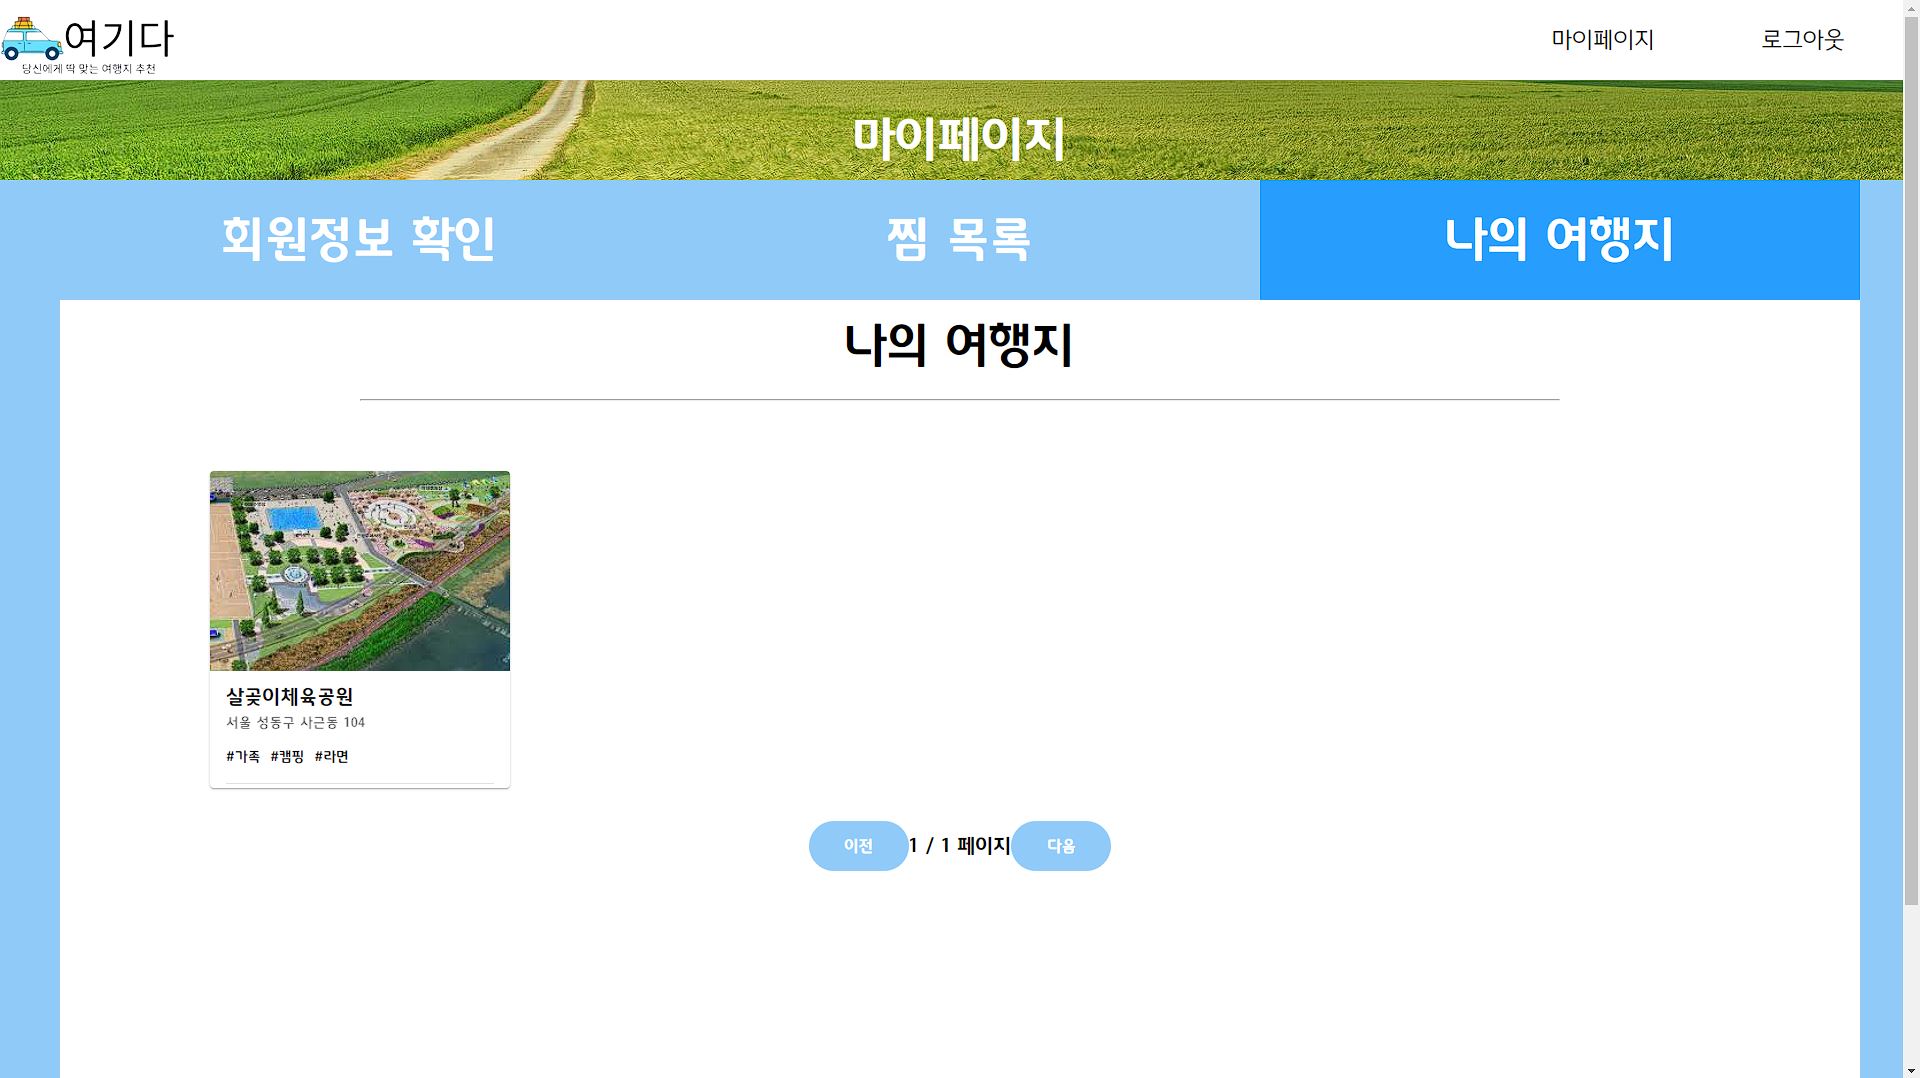 여기다
당신에게 딱 맞는 여행지 추천
마이페이지
로그아웃
마이페이지
회원정보 확인
찜 목록
나의 여행지
나의 여행지
살곶이체육공원
서울 성동구 사근동 104
#가족 #캠핑 #라면
이전
1 / 1 페이지
다음